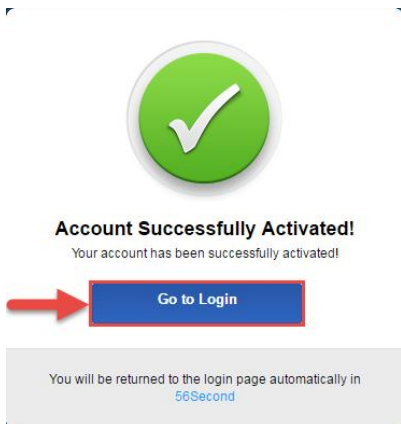 Account Successfully Activated!
Your account has been successfully activated!
Go to Login
You will be returned to the login page automatically in
56Second